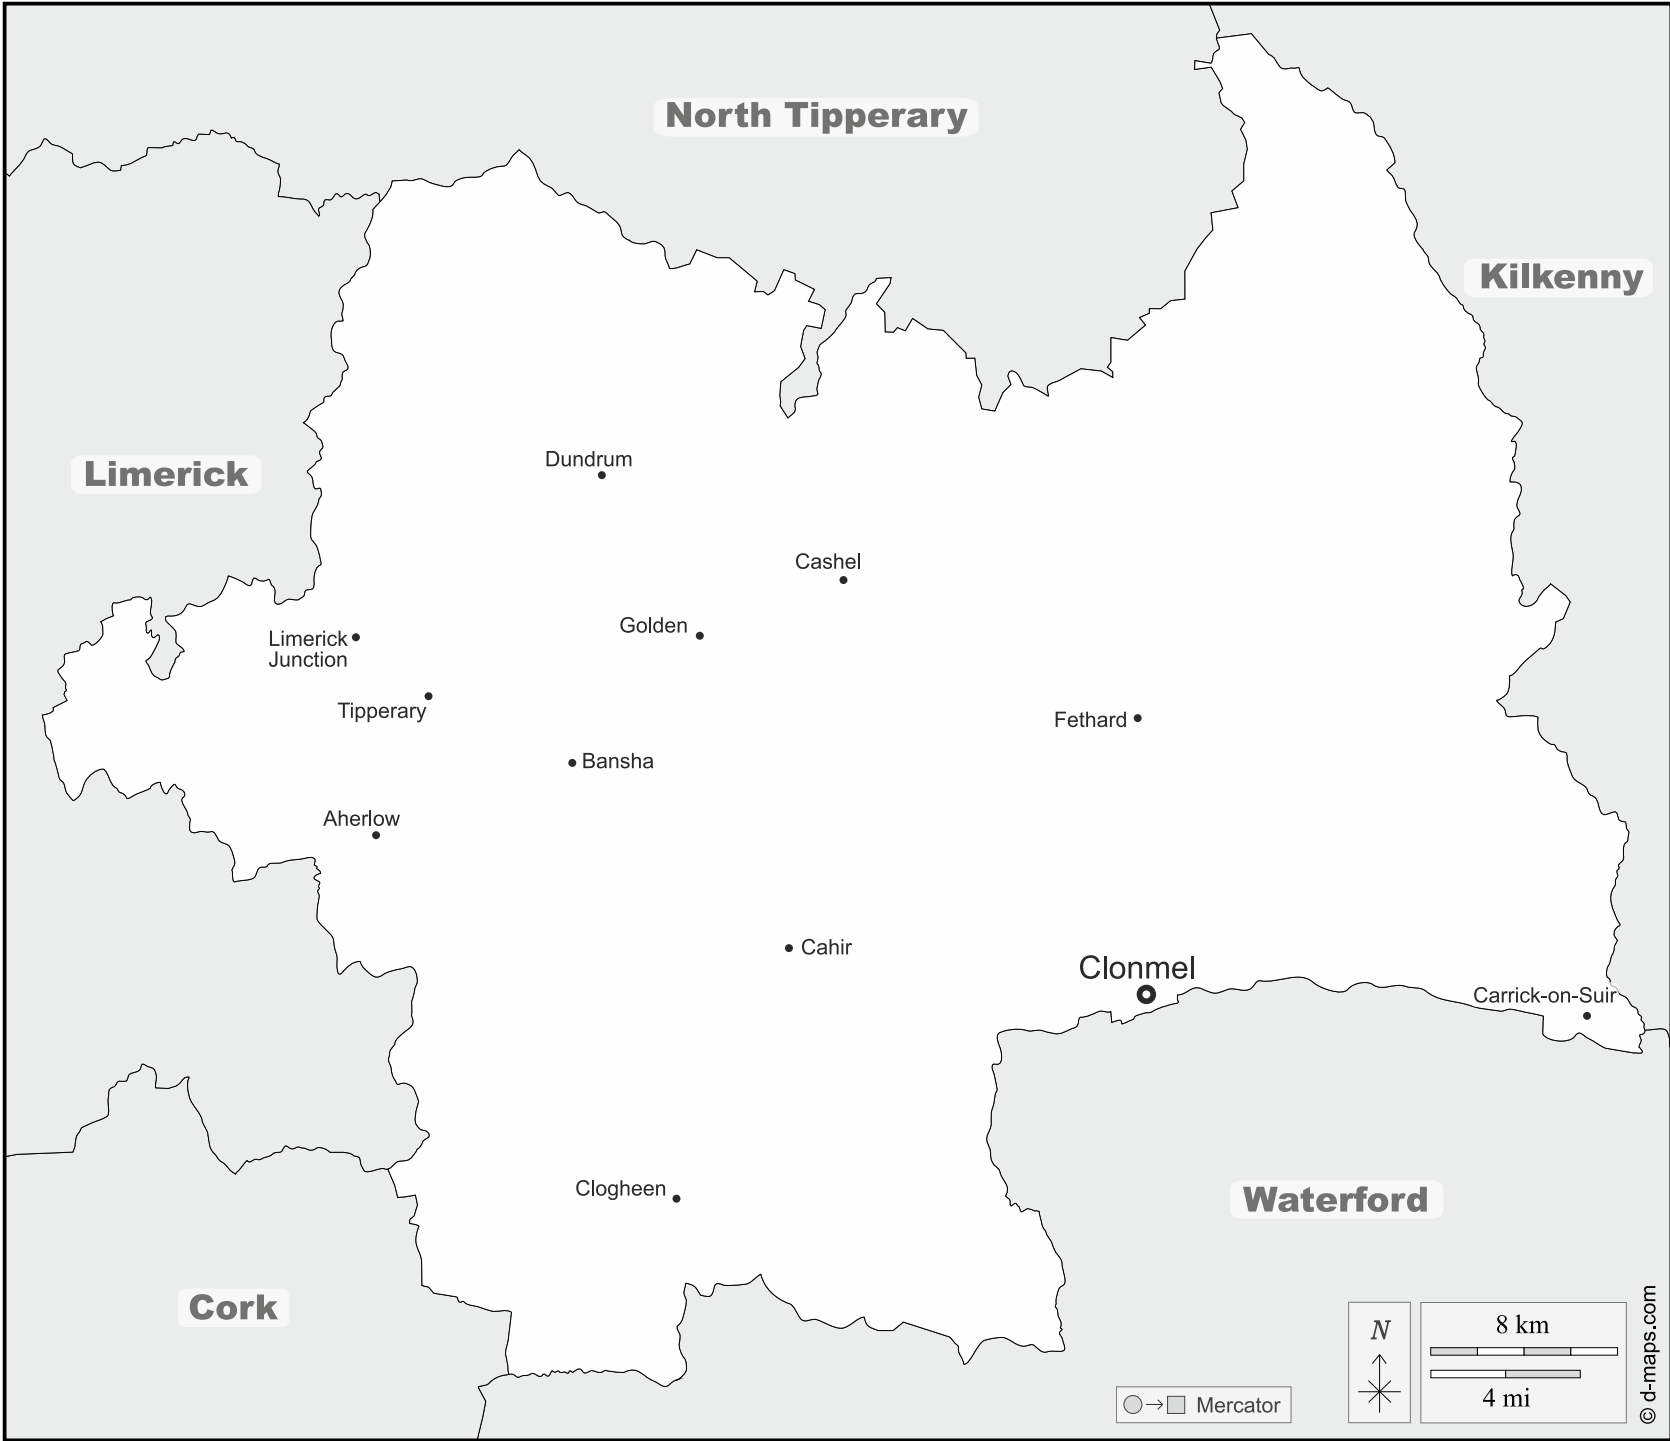 North Tipperary
Kilkenny
Limerick
Dundrum
Cashel
Golden
Limerick
Junction
Tipperary
Fethard
Bansha
Aherlow
Cahir
Clonmel
Carrick-on-Suir
Clogheen
Waterford
Cork
N
8 km
4 mi
Mercator
© d-maps.com